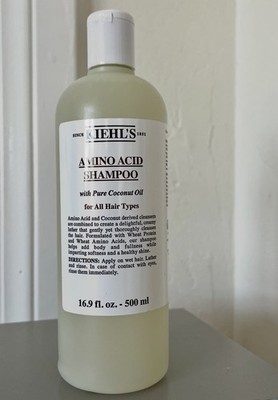 SINCE KIEHL'S 1851
AMINO ACID
SHAMPOO
with Pure Coconut Oil
for All Hair Types
Amino Acid and Coconut derived cleansers
are combined to create a delightful, creamy
lather that gently yet thoroughly cleanses
the hair. Formulated with Wheat Protein
and Wheat Amino Acids, our shampoo
helps add body and fullness while
imparting softness and a healthy shine.
DIRECTIONS: Apply on wet hair. Lather
and rinse. In case of contact with eyes,
rinse them immediately.
16.9 fl. oz. - 500 ml